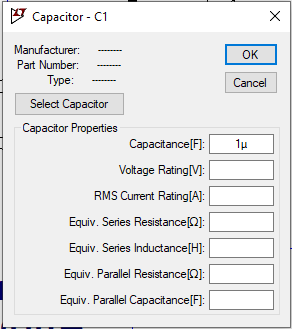 Capacitor - C1
Manufacturer: --------
Part Number: --------
Type: --------
OK
Cancel
Select Capacitor
Capacitor Properties
Capacitance[F]: 1µ
Voltage Rating[V]:
RMS Current Rating[A]:
Equiv. Series Resistance[Ω]:
Equiv. Series Inductance[H]:
Equiv. Parallel Resistance[Ω]:
Equiv. Parallel Capacitance[F]: